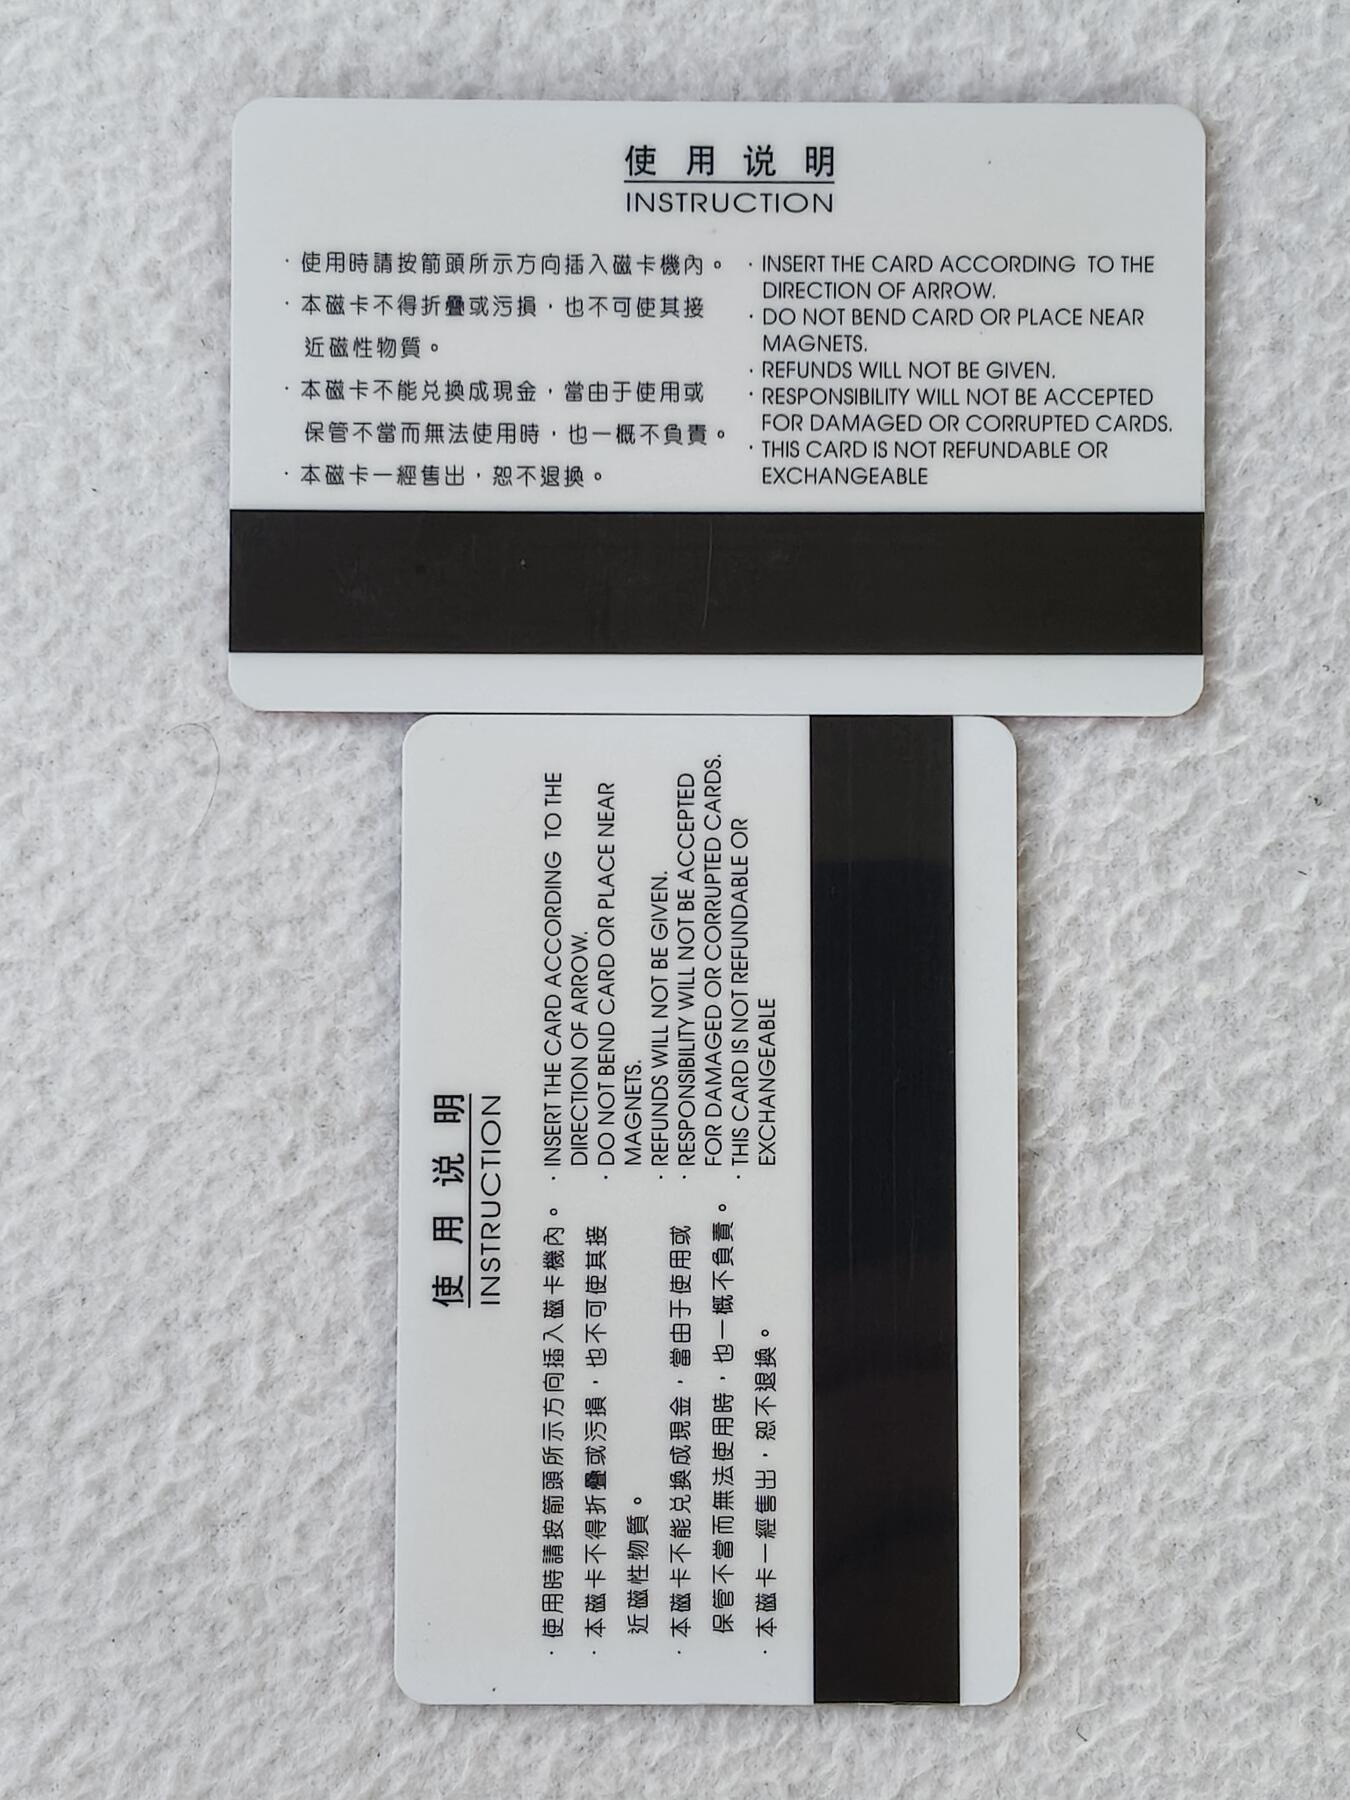 使用说明
INSTRUCTION
·使用時請按箭頭所示方向插入磁卡機內。
·本磁卡不得折疊或污損，也不可使其接
近磁性物質。
·本磁卡不能兑換成現金，當由于使用或
保管不當而無法使用時，也一概不負責。
·本磁卡一經售出，恕不退換。
· INSERT THE CARD ACCORDING TO THE
DIRECTION OF ARROW.
· DO NOT BEND CARD OR PLACE NEAR
MAGNETS.
· REFUNDS WILL NOT BE GIVEN.
· RESPONSIBILITY WILL NOT BE ACCEPTED
FOR DAMAGED OR CORRUPTED CARDS.
· THIS CARD IS NOT REFUNDABLE OR
EXCHANGEABLE
使用说明
INSTRUCTION
·使用時請按箭頭所示方向插入磁卡機內。
·本磁卡不得折疊或污損，也不可使其接
近磁性物質。
·本磁卡不能兑換成現金，當由于使用或
保管不當而無法使用時，也一概不負責。
·本磁卡一經售出，恕不退換。
· INSERT THE CARD ACCORDING TO THE
DIRECTION OF ARROW.
· DO NOT BEND CARD OR PLACE NEAR
MAGNETS.
· REFUNDS WILL NOT BE GIVEN.
· RESPONSIBILITY WILL NOT BE ACCEPTED
FOR DAMAGED OR CORRUPTED CARDS.
· THIS CARD IS NOT REFUNDABLE OR
EXCHANGEABLE